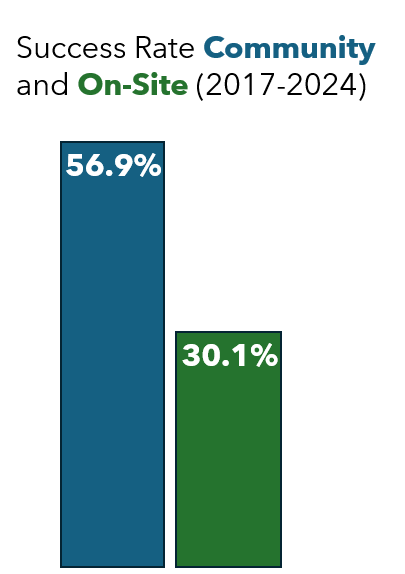 Success Rate Community
and On-Site (2017-2024)
56.9%
30.1%